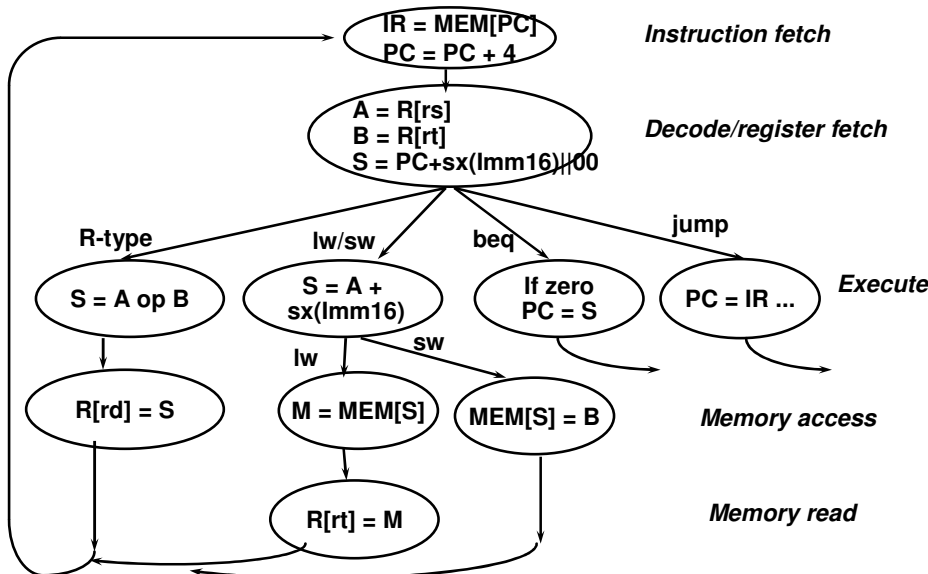 IR = MEM[PC]
PC = PC + 4
Instruction fetch
A = R[rs]
B = R[rt]
S = PC+sx(Imm16)||00
Decode/register fetch
R-type
lw/sw
beq
jump
S = A op B
S = A +
sx(Imm16)
If zero
PC = S
PC = IR ...
Execute
lw
sw
R[rd] = S
M = MEM[S]
MEM[S] = B
Memory access
R[rt] = M
Memory read